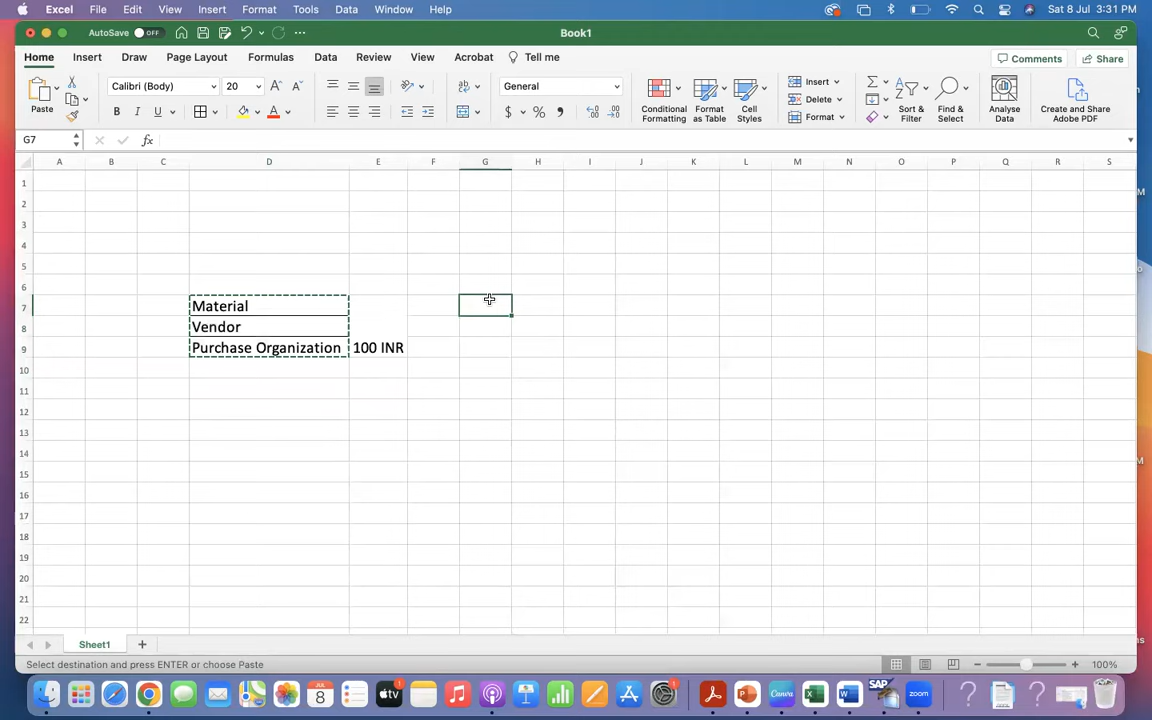 Excel File Edit View Insert Format Tools Data Window Help Sat 8 Jul 3:31 PM
AutoSave OFF Book1
Home Insert Draw Page Layout Formulas Data Review View Acrobat Tell me Comments Share
Paste Calibri (Body) 20 A A ab General Conditional Formatting Format as Table Cell Styles Insert Delete Format Sort & Filter Find & Select Analyse Data Create and Share Adobe PDF
B I U A $ % ,
G7 fx
A B C D E F G H I J K L M N O P Q R S
1
2
3
4
5
6
7 Material
8 Vendor
9 Purchase Organization 100 INR
10
11
12
13
14
15
16
17
18
19
20
21
22
Sheet1
Select destination and press ENTER or choose Paste 100%